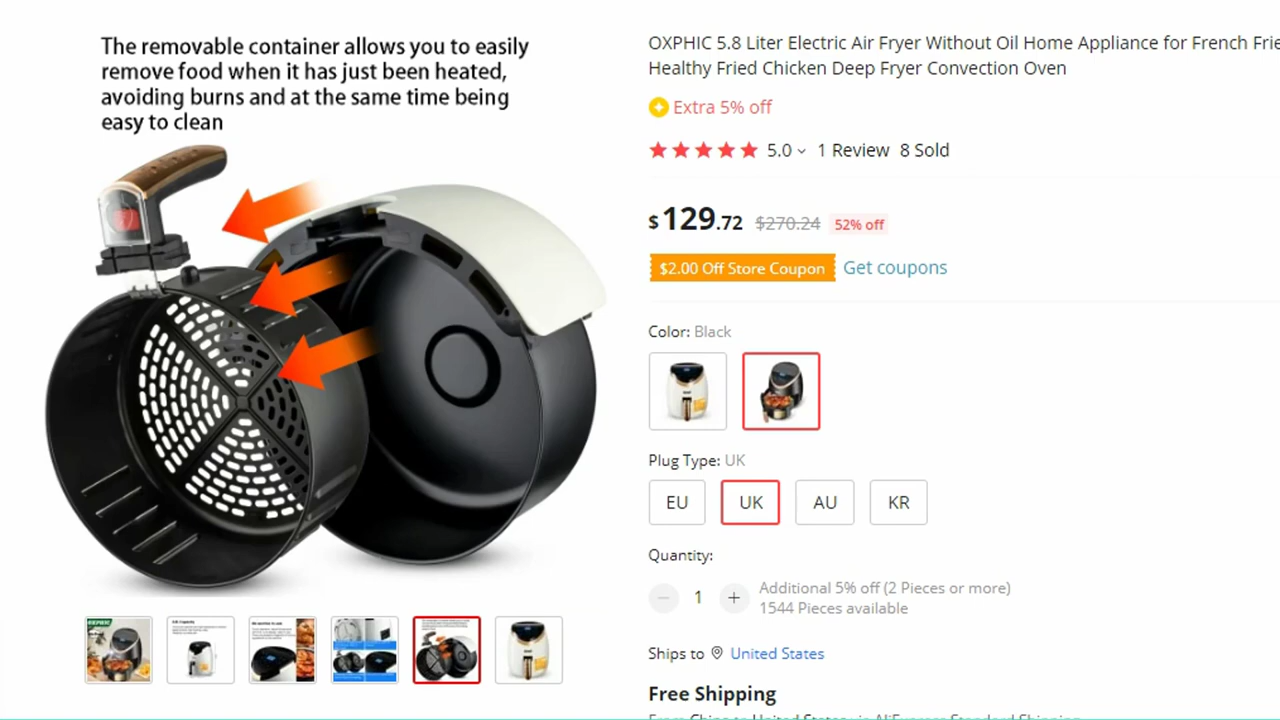 The removable container allows you to easily
remove food when it has just been heated,
avoiding burns and at the same time being
easy to clean
OXPHIC 5.8 Liter Electric Air Fryer Without Oil Home Appliance for French
Healthy Fried Chicken Deep Fryer Convection Oven
Extra 5% off
5.0 1 Review 8 Sold
$129.72 $270.24 52% off
$2.00 Off Store Coupon Get coupons
Color: Black
Plug Type: UK
EU UK AU KR
Quantity:
1 Additional 5% off (2 Pieces or more)
1544 Pieces available
Ships to United States
Free Shipping